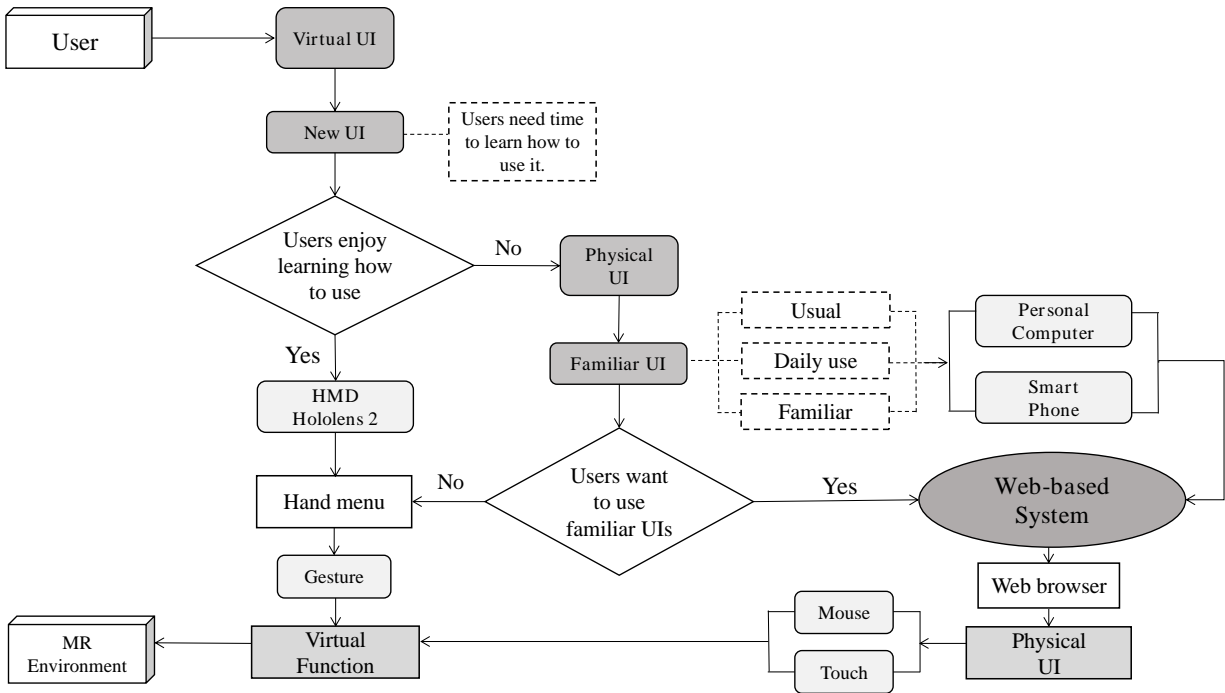 User
Virtual UI
New UI
Users need time
to learn how to
use it.
Users enjoy
learning how
to use
No
Physical
UI
Yes
Usual
Personal
Computer
Familiar UI
Daily use
Familiar
Smart
Phone
HMD
Hololens 2
Hand menu
No
Users want
to use
familiar UIs
Yes
Web-based
System
Gesture
Web browser
Mouse
MR
Environment
Virtual
Function
Touch
Physical
UI